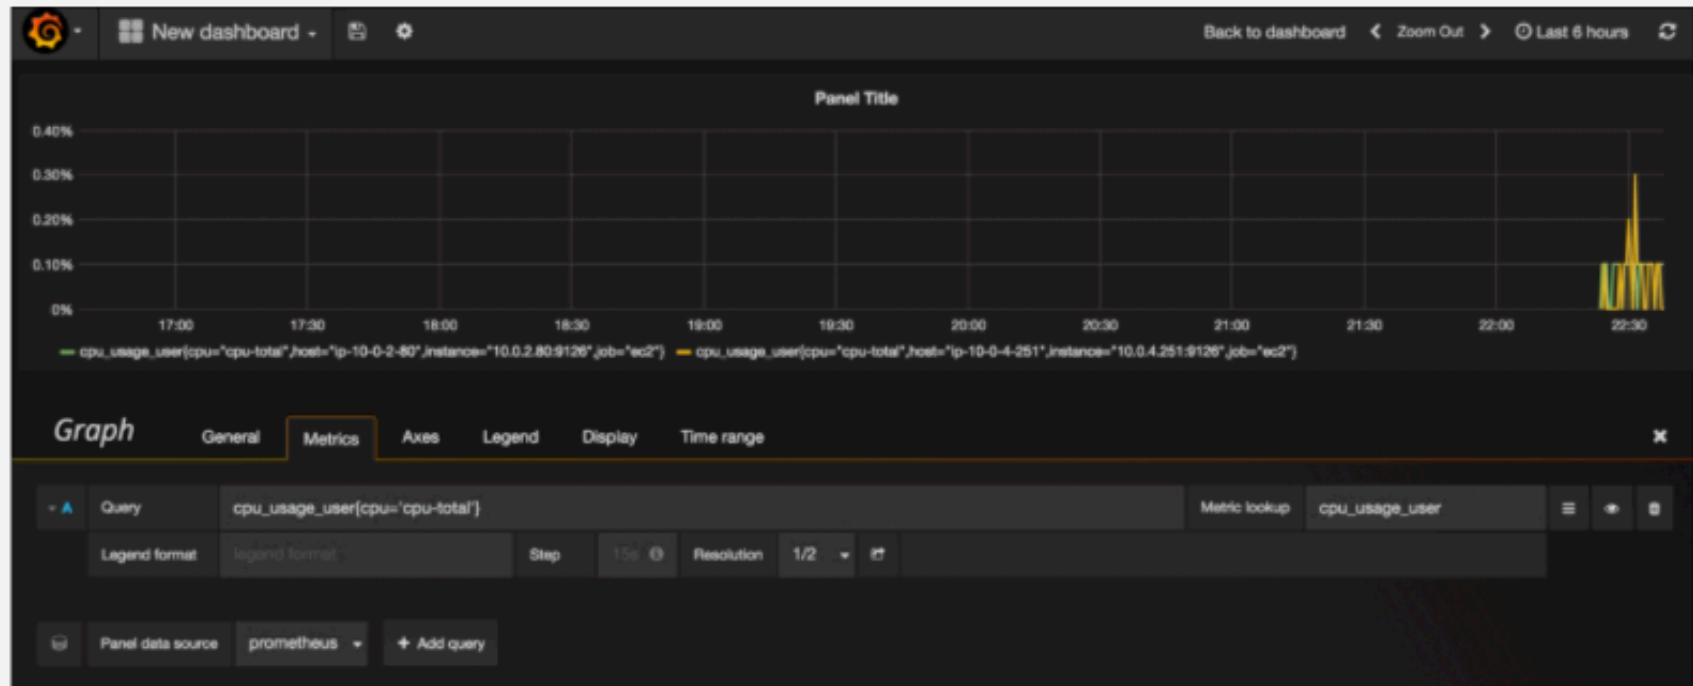 New dashboard Back to dashboard Zoom Out Last 6 hours
Panel Title
0.40%
0.30%
0.20%
0.10%
0%
17:00 17:30 18:00 18:30 19:00 19:30 20:00 20:30 21:00 21:30 22:00 22:30
cpu_usage_user{cpu="cpu-total",host="ip-10-0-2-80",instance="10.0.2.80:9126",job="ec2"} cpu_usage_user{cpu="cpu-total",host="ip-10-0-4-251",instance="10.0.4.251:9126",job="ec2"}
Graph General Metrics Axes Legend Display Time range
A Query cpu_usage_user{cpu='cpu-total'} Metric lookup cpu_usage_user
Legend format legend format Step 15s Resolution 1/2
Panel data source prometheus + Add query